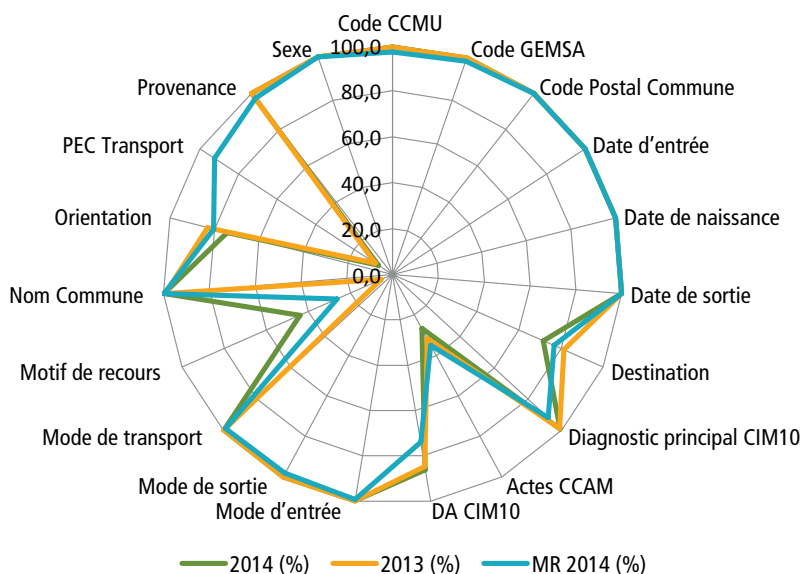 Code CCMU
100,0
Code GEMSA
Sexe
80,0
Code Postal Commune
Provenance
60,0
Date d'entrée
PEC Transport
40,0
Date de naissance
Orientation
20,0
0,0
Date de sortie
Nom Commune
Destination
Motif de recours
Diagnostic principal CIM10
Mode de transport
Actes CCAM
Mode de sortie
DA CIM10
Mode d'entrée
2014 (%)
2013 (%)
MR 2014 (%)